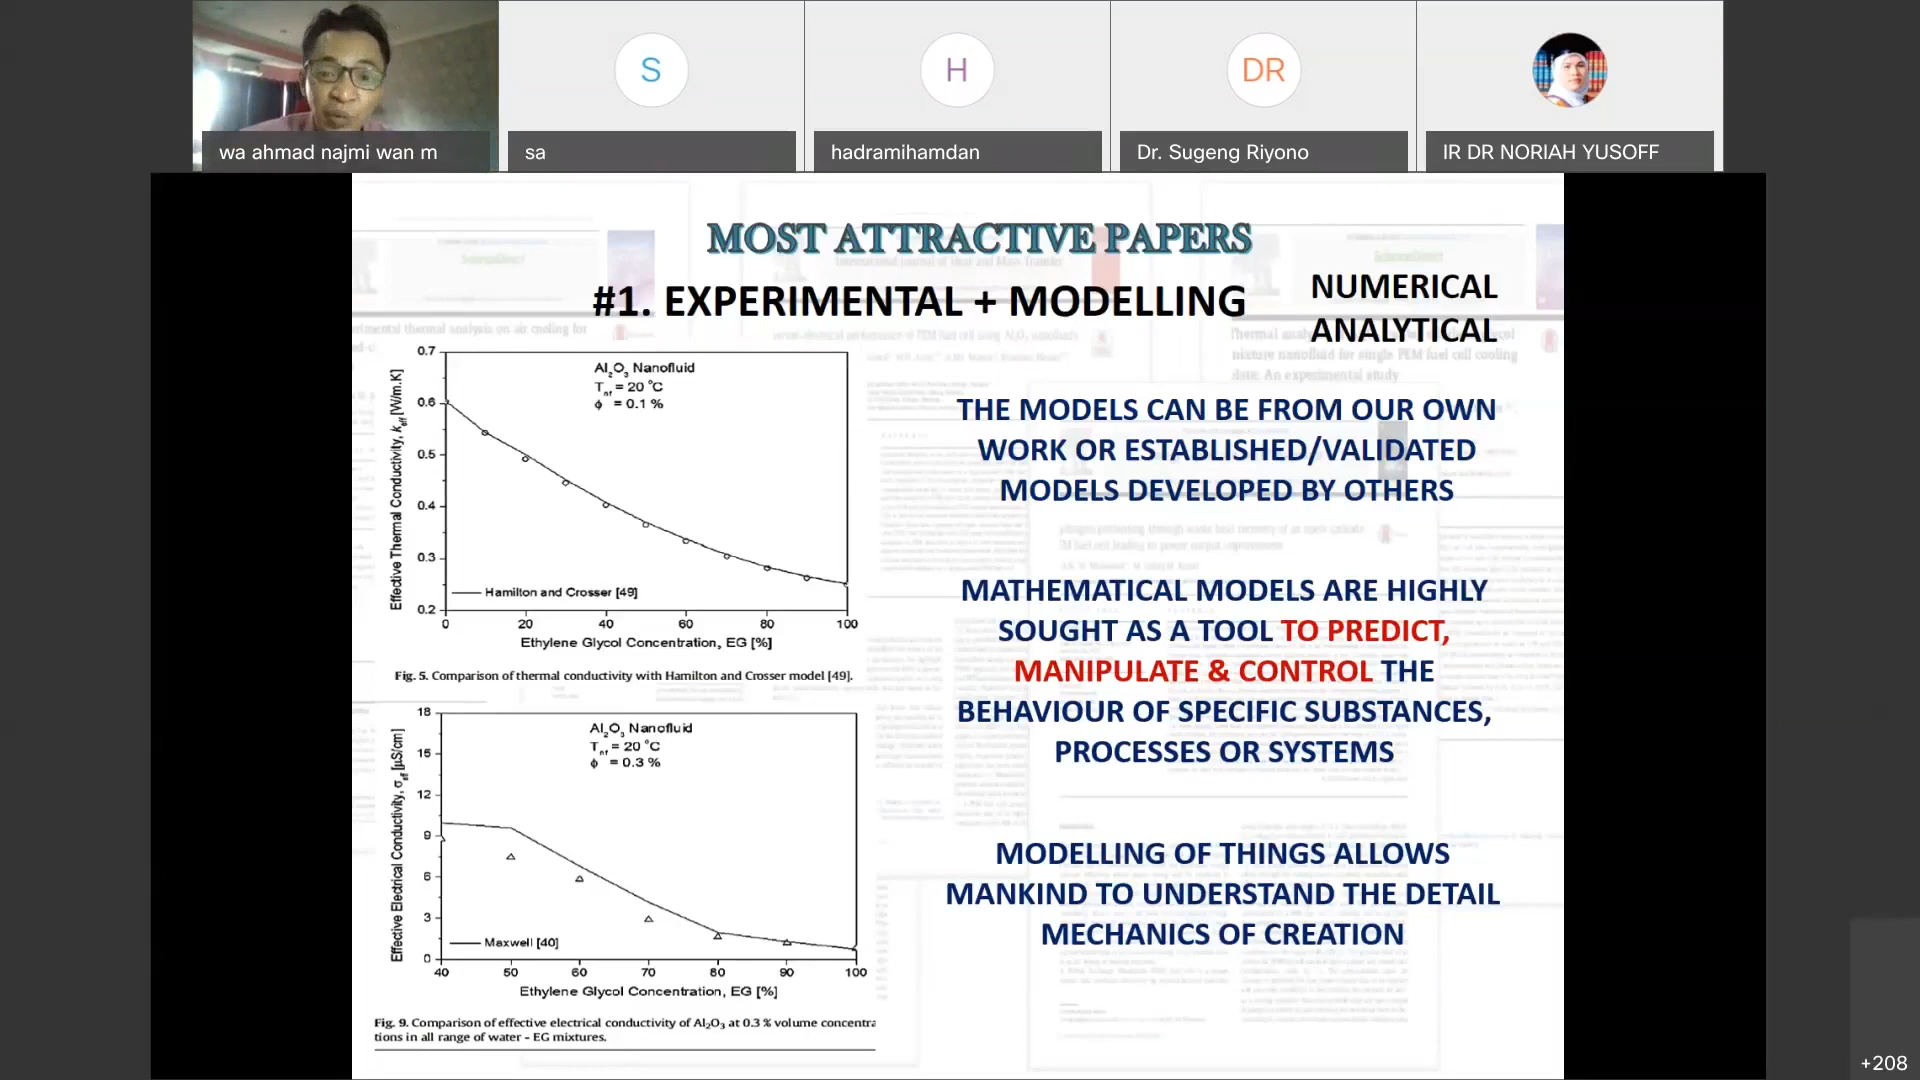 S
H
DR
wa ahmad najmi wan m
sa
hadramihamdan
Dr. Sugeng Riyono
IR DR NORIAH YUSOFF
MOST ATTRACTIVE PAPERS
#1. EXPERIMENTAL + MODELLING
NUMERICAL
ANALYTICAL
0.7
0.6
0.5
0.4
0.3
0.2
Effective Thermal Conductivity, k_eff [W/m.K]
Al₂O₃ Nanofluid
T_nf = 20 °C
ϕ = 0.1 %
Hamilton and Crosser [49]
0 20 40 60 80 100
Ethylene Glycol Concentration, EG [%]
Fig. 5. Comparison of thermal conductivity with Hamilton and Crosser model [49].
18
15
12
9
6
3
0
Effective Electrical Conductivity, σ_ef [µS/cm]
Al₂O₃ Nanofluid
T_nf = 20 °C
ϕ = 0.3 %
Maxwell [40]
40 50 60 70 80 90 100
Ethylene Glycol Concentration, EG [%]
Fig. 9. Comparison of effective electrical conductivity of Al₂O₃ at 0.3 % volume concentra
tions in all range of water – EG mixtures.
THE MODELS CAN BE FROM OUR OWN
WORK OR ESTABLISHED/VALIDATED
MODELS DEVELOPED BY OTHERS
MATHEMATICAL MODELS ARE HIGHLY
SOUGHT AS A TOOL TO PREDICT,
MANIPULATE & CONTROL THE
BEHAVIOUR OF SPECIFIC SUBSTANCES,
PROCESSES OR SYSTEMS
MODELLING OF THINGS ALLOWS
MANKIND TO UNDERSTAND THE DETAIL
MECHANICS OF CREATION
+208